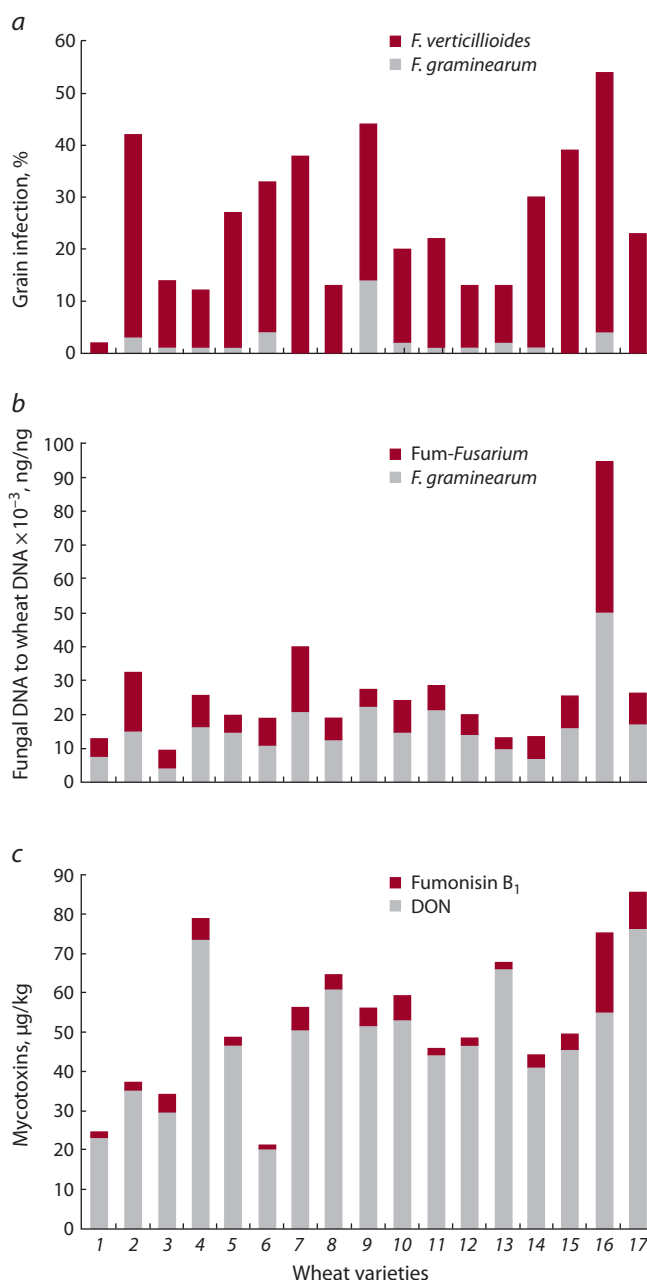 a
60
50
40
30
20
10
0
Grain infection, %
F. verticillioides
F. graminearum
b
100
90
80
70
60
50
40
30
20
10
0
Fungal DNA to wheat DNA × 10⁻³, ng/ng
Fum-Fusarium
F. graminearum
c
90
80
70
60
50
40
30
20
10
0
Mycotoxins, µg/kg
Fumonisin B₁
DON
1 2 3 4 5 6 7 8 9 10 11 12 13 14 15 16 17
Wheat varieties